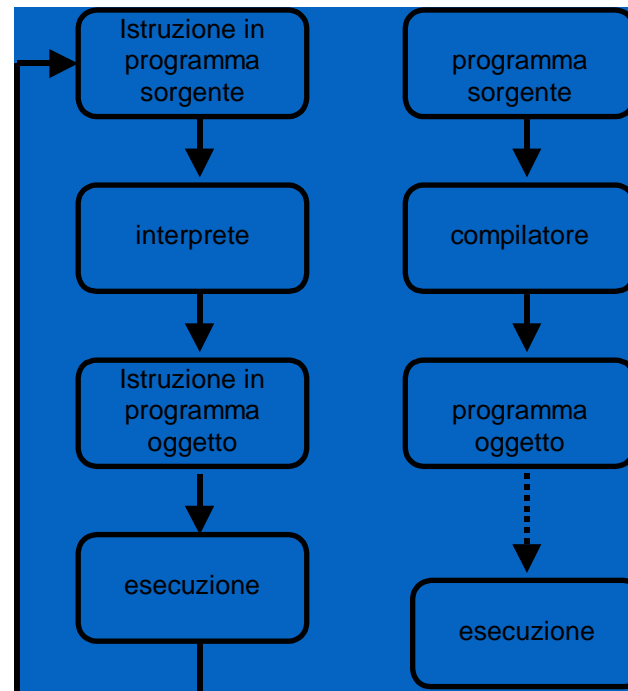 Istruzione in
programma
sorgente
interprete
Istruzione in
programma
oggetto
esecuzione
programma
sorgente
compilatore
programma
oggetto
esecuzione